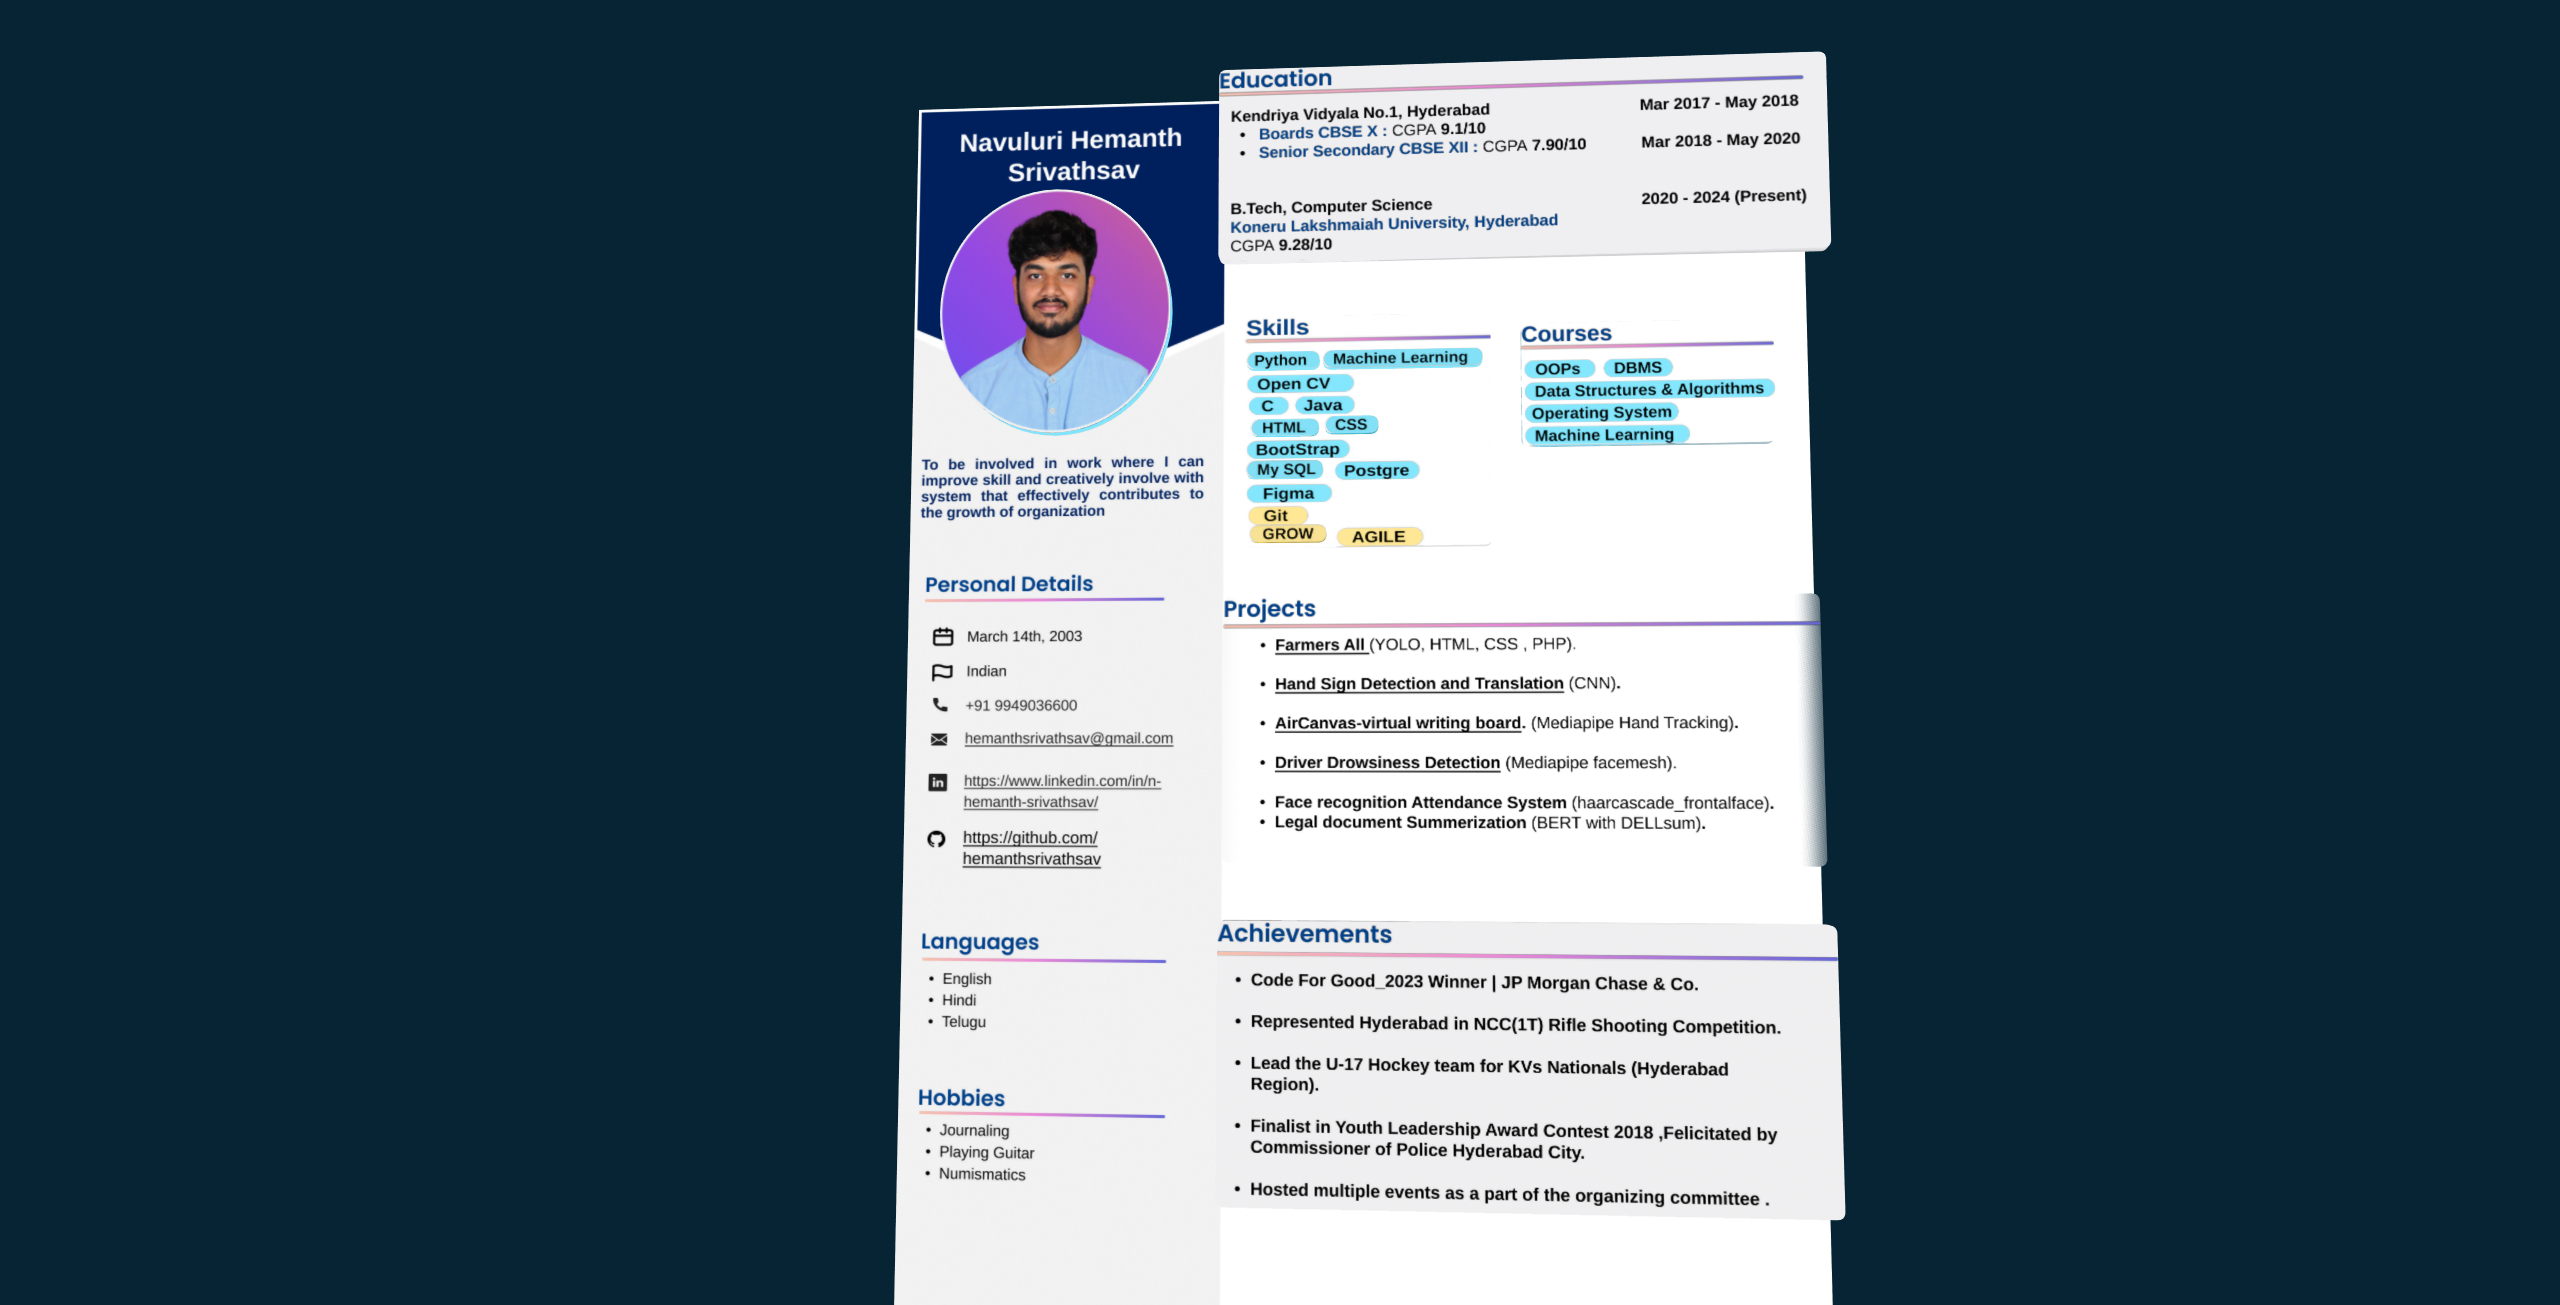 Navuluri Hemanth
Srivathsav
To be involved in work where I can
improve skill and creatively involve with
system that effectively contributes to
the growth of organization
Personal Details
March 14th, 2003
Indian
+91 9949036600
hemanthsrivathsav@gmail.com
in
https://www.linkedin.com/in/n-
hemanth-srivathsav/
https://github.com/
hemanthsrivathsav
Languages
• English
• Hindi
• Telugu
Hobbies
• Journaling
• Playing Guitar
• Numismatics
Education
Kendriya Vidyala No.1, Hyderabad Mar 2017 - May 2018
• Boards CBSE X : CGPA 9.1/10
• Senior Secondary CBSE XII : CGPA 7.90/10 Mar 2018 - May 2020
B.Tech, Computer Science 2020 - 2024 (Present)
Koneru Lakshmaiah University, Hyderabad
CGPA 9.28/10
Skills
Python Machine Learning
Open CV
C Java
HTML CSS
BootStrap
My SQL Postgre
Figma
Git
GROW AGILE
Courses
OOPs DBMS
Data Structures & Algorithms
Operating System
Machine Learning
Projects
• Farmers All (YOLO, HTML, CSS , PHP).
• Hand Sign Detection and Translation (CNN).
• AirCanvas-virtual writing board. (Mediapipe Hand Tracking).
• Driver Drowsiness Detection (Mediapipe facemesh).
• Face recognition Attendance System (haarcascade_frontalface).
• Legal document Summerization (BERT with DELLsum).
Achievements
• Code For Good_2023 Winner | JP Morgan Chase & Co.
• Represented Hyderabad in NCC(1T) Rifle Shooting Competition.
• Lead the U-17 Hockey team for KVs Nationals (Hyderabad
Region).
• Finalist in Youth Leadership Award Contest 2018 ,Felicitated by
Commissioner of Police Hyderabad City.
• Hosted multiple events as a part of the organizing committee .